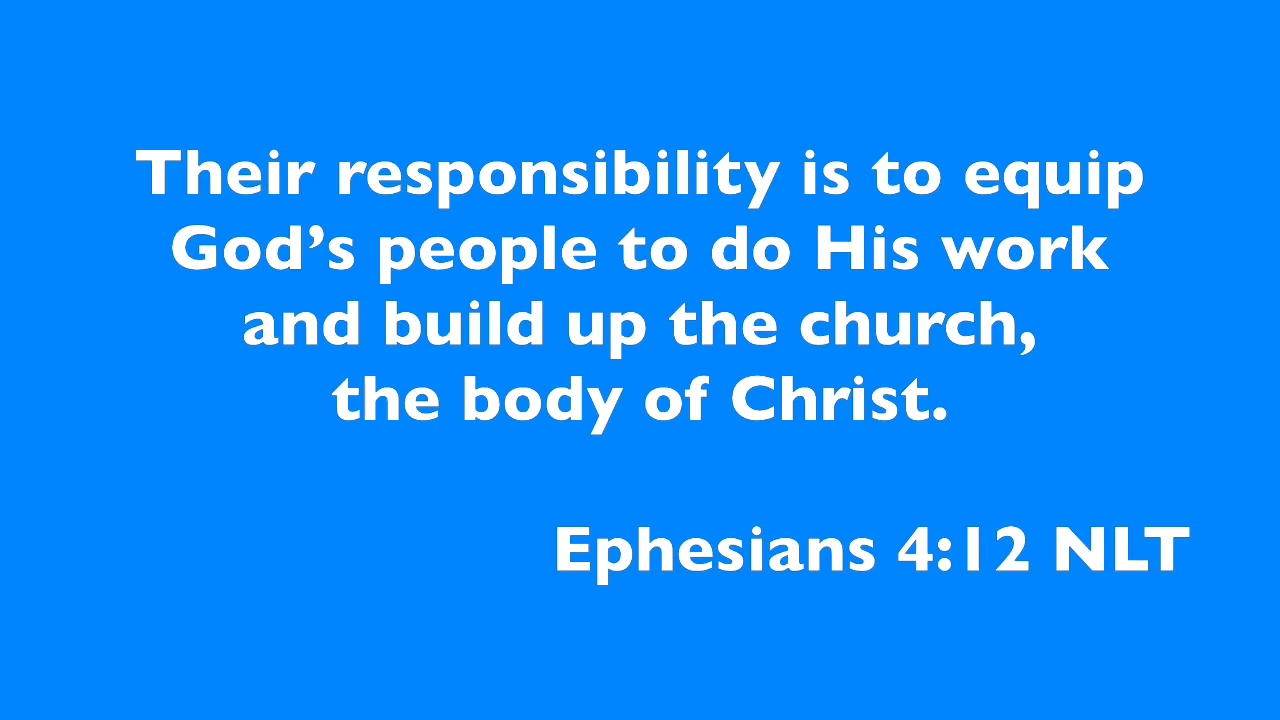 Their responsibility is to equip
God’s people to do His work
and build up the church,
the body of Christ.
Ephesians 4:12 NLT